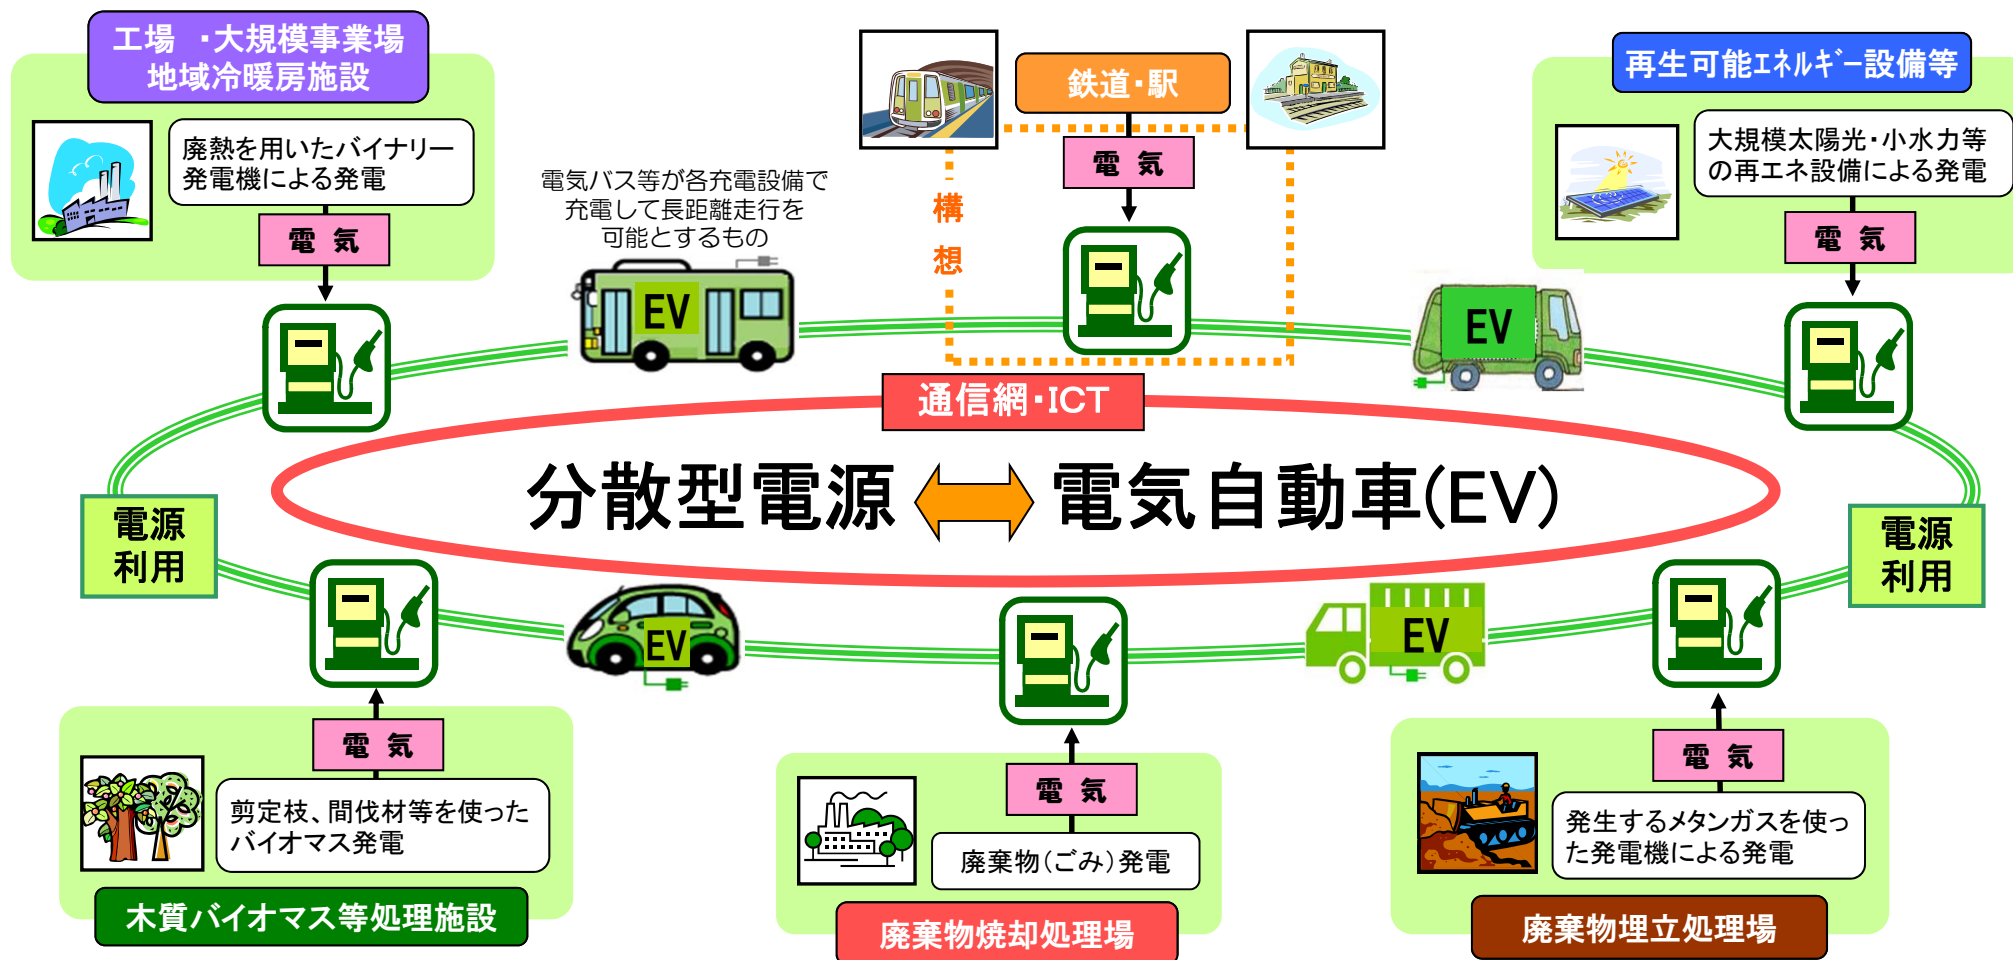 工場　・大規模事業場
地域冷暖房施設
廃熱を用いたバイナリー
発電機による発電
電 気
電気バス等が各充電設備で
充電して長距離走行を
可能とするもの
EV
鉄道・駅
電 気
構
想
再生可能ｴﾈﾙｷﾞｰ設備等
大規模太陽光・小水力等
の再エネ設備による発電
電 気
EV
通信網・ICT
分散型電源
電気自動車(EV)
電源
利用
電源
利用
EV
EV
電 気
剪定枝、間伐材等を使った
バイオマス発電
木質バイオマス等処理施設
電 気
廃棄物（ごみ）発電
廃棄物焼却処理場
電 気
発生するメタンガスを使っ
た発電機による発電
廃棄物埋立処理場